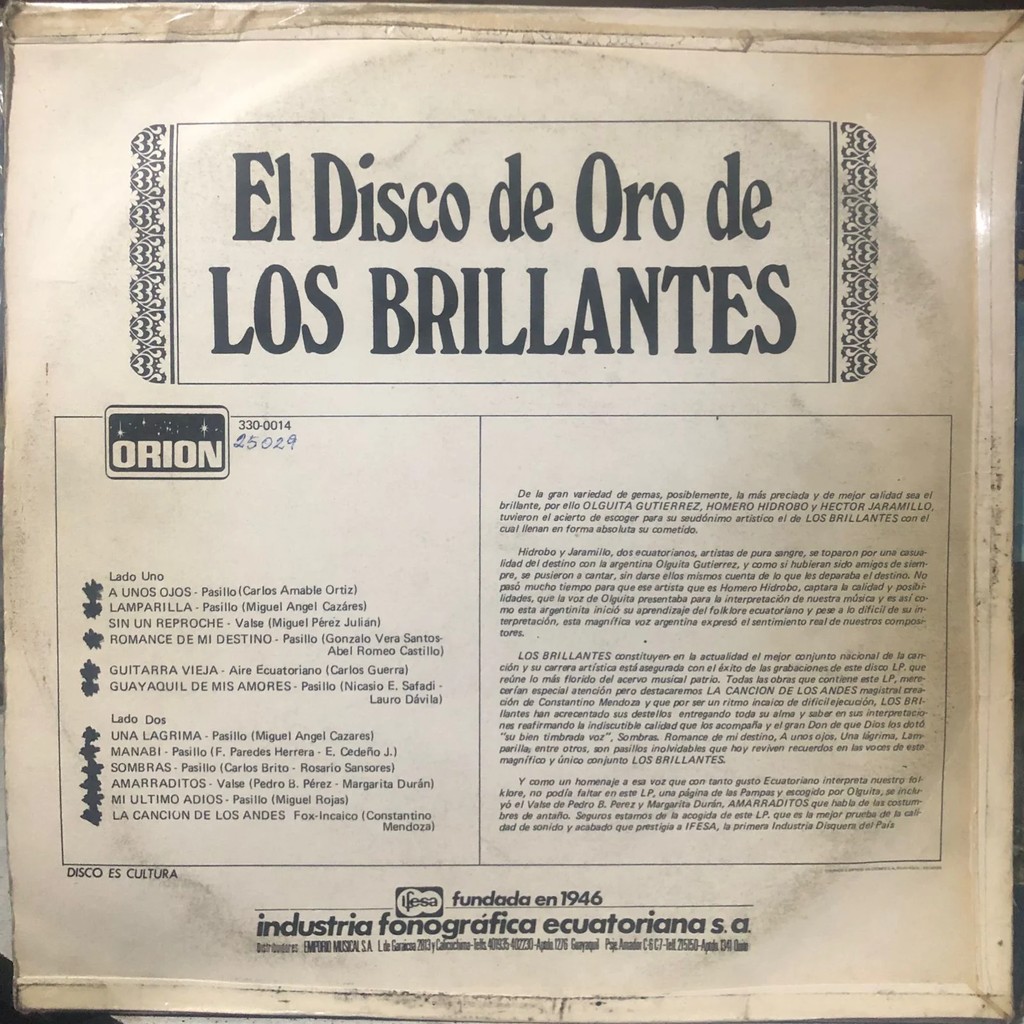 El Disco de Oro de
LOS BRILLANTES
ORION
330-0014
25029
Lado Uno
A UNOS OJOS - Pasillo (Carlos Amable Ortiz)
LAMPARILLA - Pasillo (Miguel Angel Cazáres)
SIN UN REPROCHE - Valse (Miguel Pérez Julián)
ROMANCE DE MI DESTINO - Pasillo (Gonzalo Vera Santos-
Abel Romeo Castillo)
GUITARRA VIEJA - Aire Ecuatoriano (Carlos Guerra)
GUAYAQUIL DE MIS AMORES - Pasillo (Nicasio E. Safadi -
Lauro Dávila)
Lado Dos
UNA LAGRIMA - Pasillo (Miguel Angel Cazares)
MANABI - Pasillo (F. Paredes Herrera - E. Cedeño J.)
SOMBRAS - Pasillo (Carlos Brito - Rosario Sansores)
AMARRADITOS - Valse (Pedro B. Pérez - Margarita Durán)
MI ULTIMO ADIOS - Pasillo (Miguel Rojas)
LA CANCION DE LOS ANDES Fox-Incaico (Constantino
Mendoza)
De la gran variedad de gemas, posiblemente, la más preciada y de mejor calidad sea el
brillante, por ello OLGUITA GUTIERREZ, HOMERO HIDROBO y HECTOR JARAMILLO,
tuvieron el acierto de escoger para su seudónimo artístico el de LOS BRILLANTES con el
cual llenan en forma absoluta su cometido.
Hidrobo y Jaramillo, dos ecuatorianos, artistas de pura sangre, se toparon por una casua-
lidad del destino con la argentina Olguita Gutierrez, y como si hubieran sido amigos de siem-
pre, se pusieron a cantar, sin darse ellos mismos cuenta de lo que les deparaba el destino. No
pasó mucho tiempo para que ese artista que es Homero Hidrobo, captara la calidad y posibi-
lidades, que la voz de Olguita presentaba para la interpretación de nuestra música y es así co-
mo esta argentinita inició su aprendizaje del folklore ecuatoriano y pese a lo difícil de su in-
terpretación, esta magnífica voz argentina expresó el sentimiento real de nuestros composi-
tores.
LOS BRILLANTES constituyen en la actualidad el mejor conjunto nacional de la can-
ción y su carrera artística está asegurada con el éxito de las grabaciones de este disco LP. que
reúne lo más florido del acervo musical patrio. Todas las obras que contiene este LP, mere-
cerían especial atención pero destacaremos LA CANCION DE LOS ANDES magistral crea-
ción de Constantino Mendoza y que por ser un ritmo incaico de difícil ejecución, LOS BRI-
llantes han acrecentado sus destellos entregando toda su alma y saber en sus interpretacio-
nes reafirmando la indiscutible calidad que los acompaña y el gran Don de que Dios los dotó
"su bien timbrada voz", Sombras. Romance de mi destino, A unos ojos, Una lágrima, Lam-
parilla, entre otros, son pasillos inolvidables que hoy reviven recuerdos en las voces de este
magnífico y único conjunto LOS BRILLANTES.
Y como un homenaje a esa voz que con tanto gusto Ecuatoriano interpreta nuestro fol-
klore, no podía faltar en este LP, una página de las Pampas y escogido por Olguita, se inclu-
yó el Valse de Pedro B. Perez y Margarita Durán, AMARRADITOS que habla de las costum-
bres de antaño. Seguros estamos de la acogida de este LP. que es la mejor prueba de la cali-
dad de sonido y acabado que prestigia a IFESA, la primera Industria Disquera del País
DISCO ES CULTURA
ifesa fundada en 1946
industria fonográfica ecuatoriana s.a.
Distribuidores EMPORIO MUSICAL S.A. L. de Garaicoa 2813 y Calicuchima-Telfs. 401935-402230-Aptdo. 1276 Guayaquil Psje. Amador C-6 C7-Telf. 215150-Aptdo. 1341 Quito